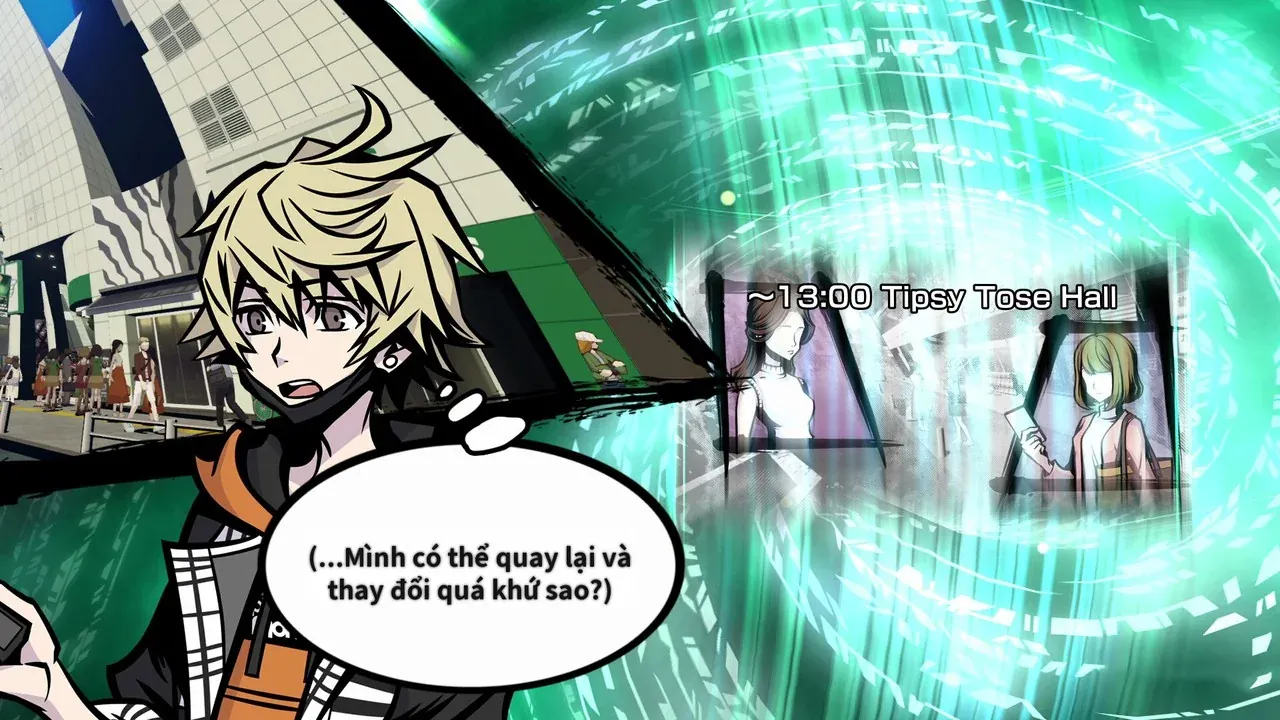 ～13:00 Tipsy Tose Hall
(...Mình có thể quay lại và
thay đổi quá khứ sao?)